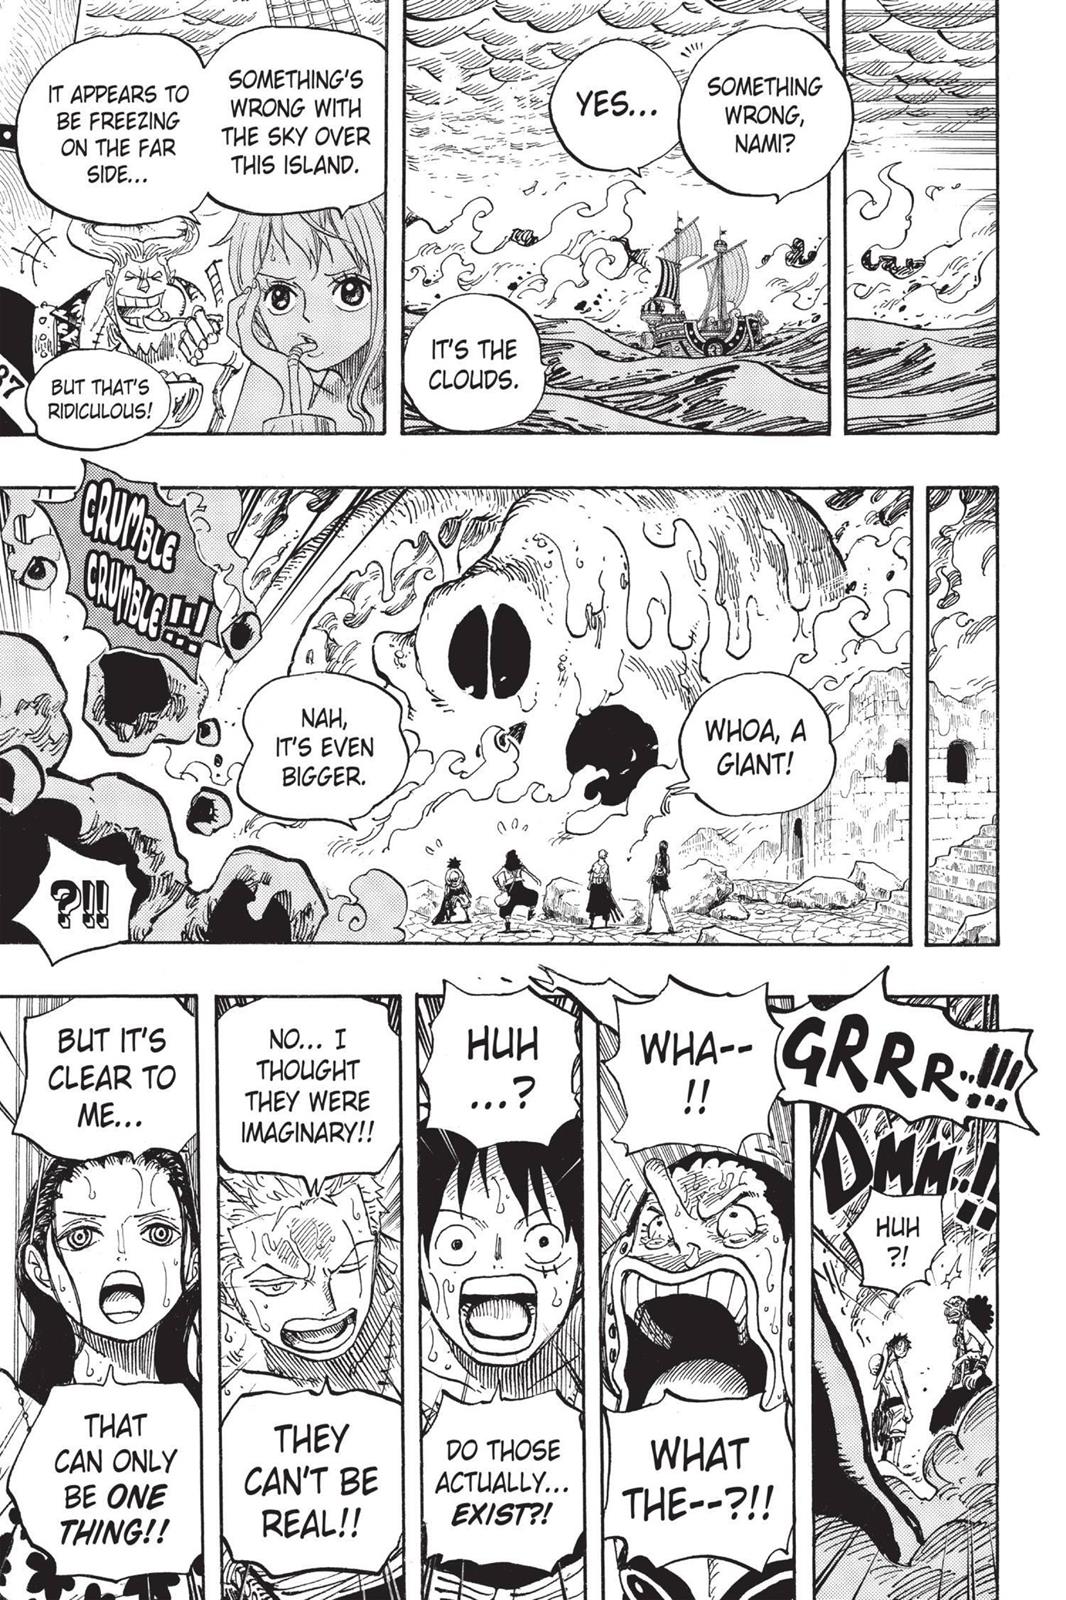 SOMETHING
WRONG,
NAMI?
YES...
IT'S THE
CLOUDS.
SOMETHING'S
WRONG WITH
THE SKY OVER
THIS ISLAND.
IT APPEARS TO
BE FREEZING
ON THE FAR
SIDE...
BUT THAT'S
RIDICULOUS!
87
WHOA, A
GIANT!
NAH,
IT'S EVEN
BIGGER.
CRUMBLE
CRUMBLE!!!
?!!
GRRR..!!!
DMM..!!
HUH
?!
WHA--
!!
WHAT
THE--?!!
HUH
...?
DO THOSE
ACTUALLY...
EXIST?!
NO... I
THOUGHT
THEY WERE
IMAGINARY!!
THEY
CAN'T BE
REAL!!
BUT IT'S
CLEAR TO
ME...
THAT
CAN ONLY
BE ONE
THING!!